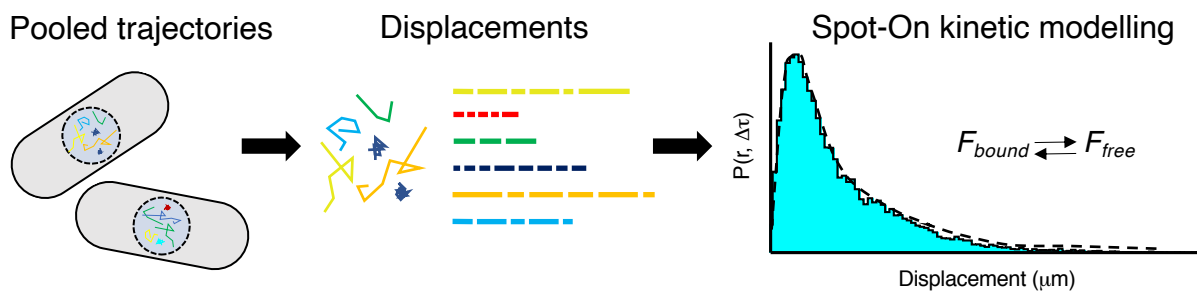 Pooled trajectories
Displacements
Spot-On kinetic modelling
P(r, Δτ)
F_bound ⇌ F_free
Displacement (μm)